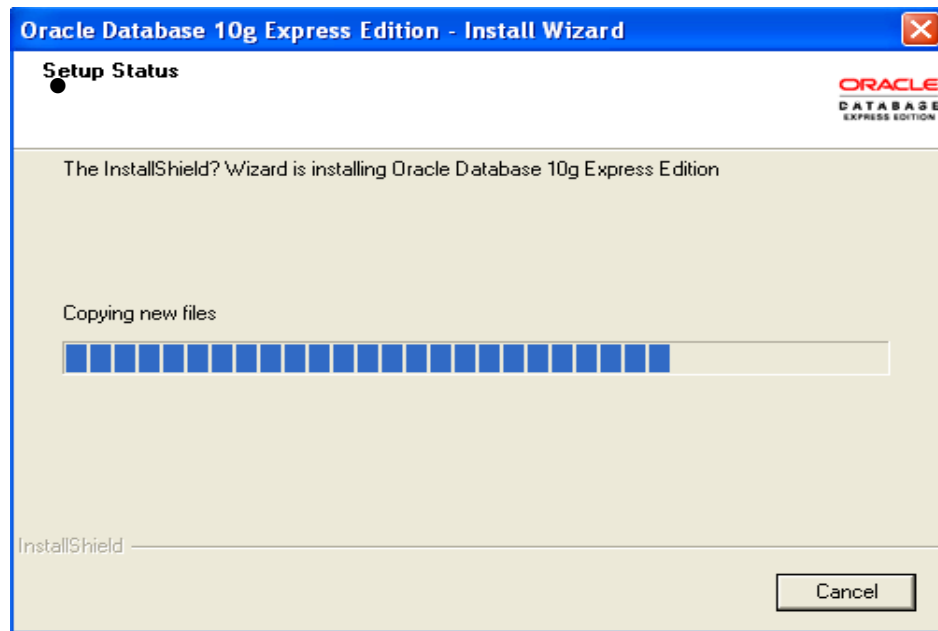 Oracle Database 10g Express Edition - Install Wizard
Setup Status
ORACLE
DATABASE
EXPRESS EDITION
The InstallShield? Wizard is installing Oracle Database 10g Express Edition
Copying new files
InstallShield
Cancel